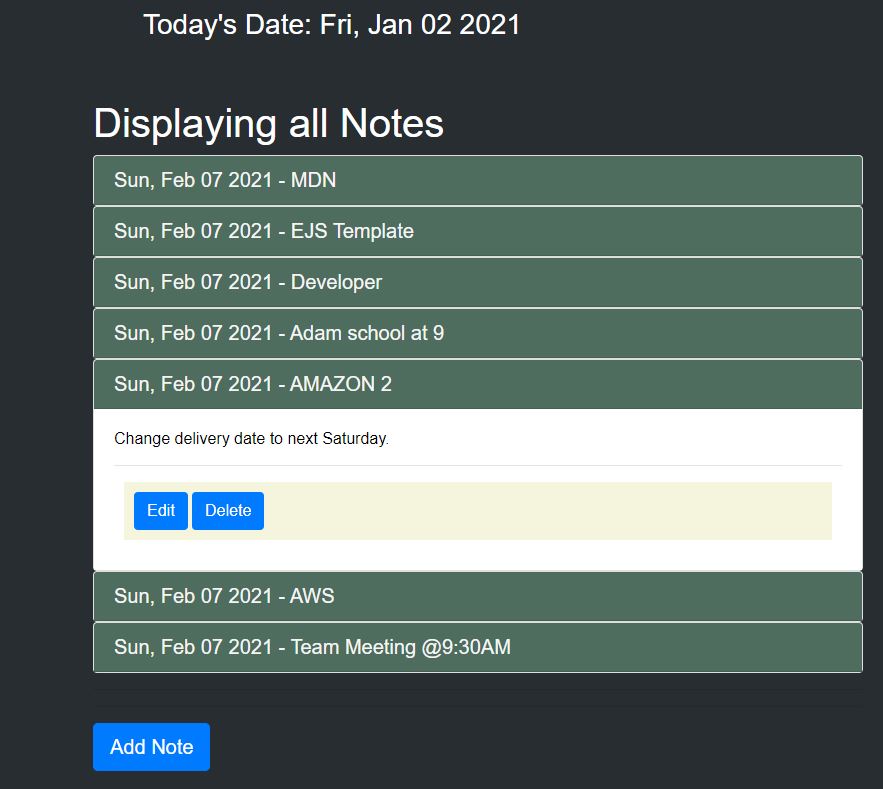 Today's Date: Fri, Jan 02 2021
Displaying all Notes
Sun, Feb 07 2021 - MDN
Sun, Feb 07 2021 - EJS Template
Sun, Feb 07 2021 - Developer
Sun, Feb 07 2021 - Adam school at 9
Sun, Feb 07 2021 - AMAZON 2
Change delivery date to next Saturday.
Edit Delete
Sun, Feb 07 2021 - AWS
Sun, Feb 07 2021 - Team Meeting @9:30AM
Add Note